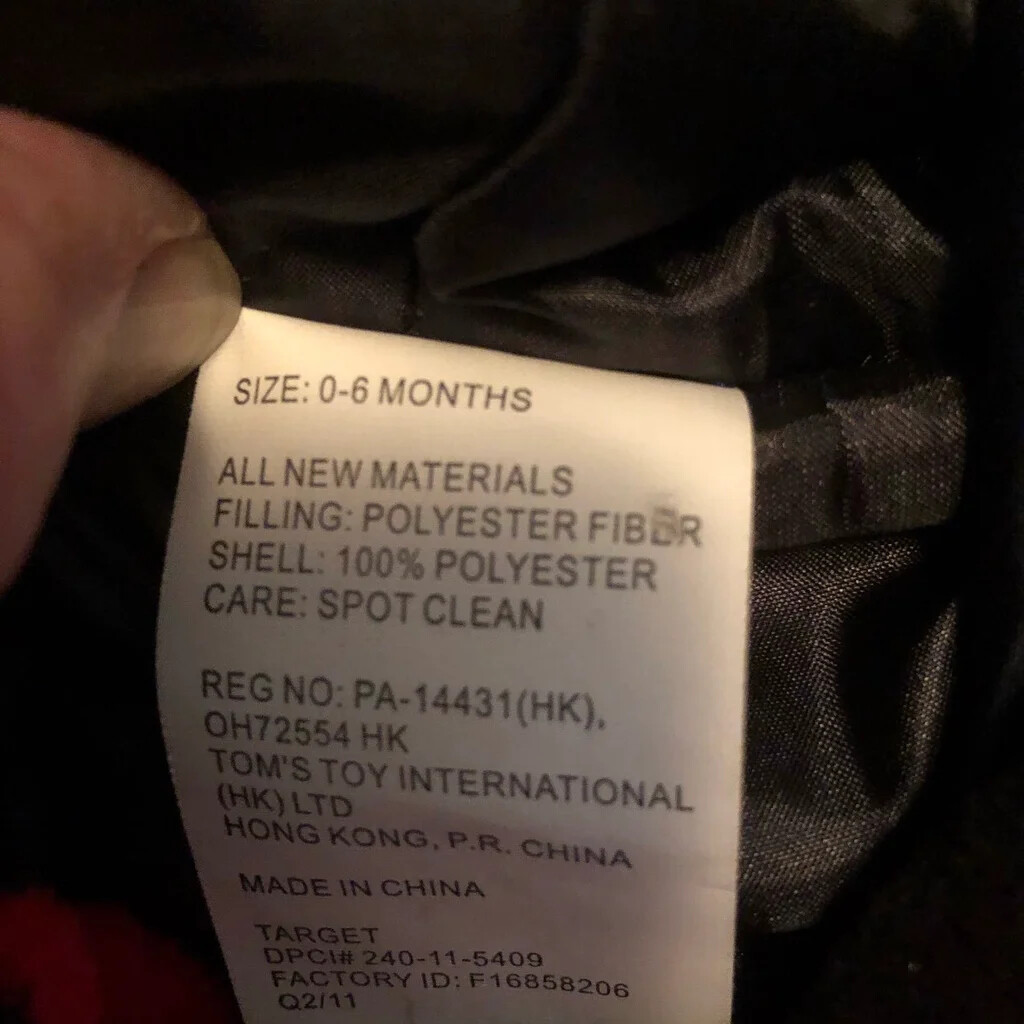 SIZE: 0-6 MONTHS
ALL NEW MATERIALS
FILLING: POLYESTER FIBER
SHELL: 100% POLYESTER
CARE: SPOT CLEAN
REG NO: PA-14431(HK),
OH72554 HK
TOM'S TOY INTERNATIONAL
(HK) LTD
HONG KONG, P.R. CHINA
MADE IN CHINA
TARGET
DPCI# 240-11-5409
FACTORY ID: F16858206
Q2/11